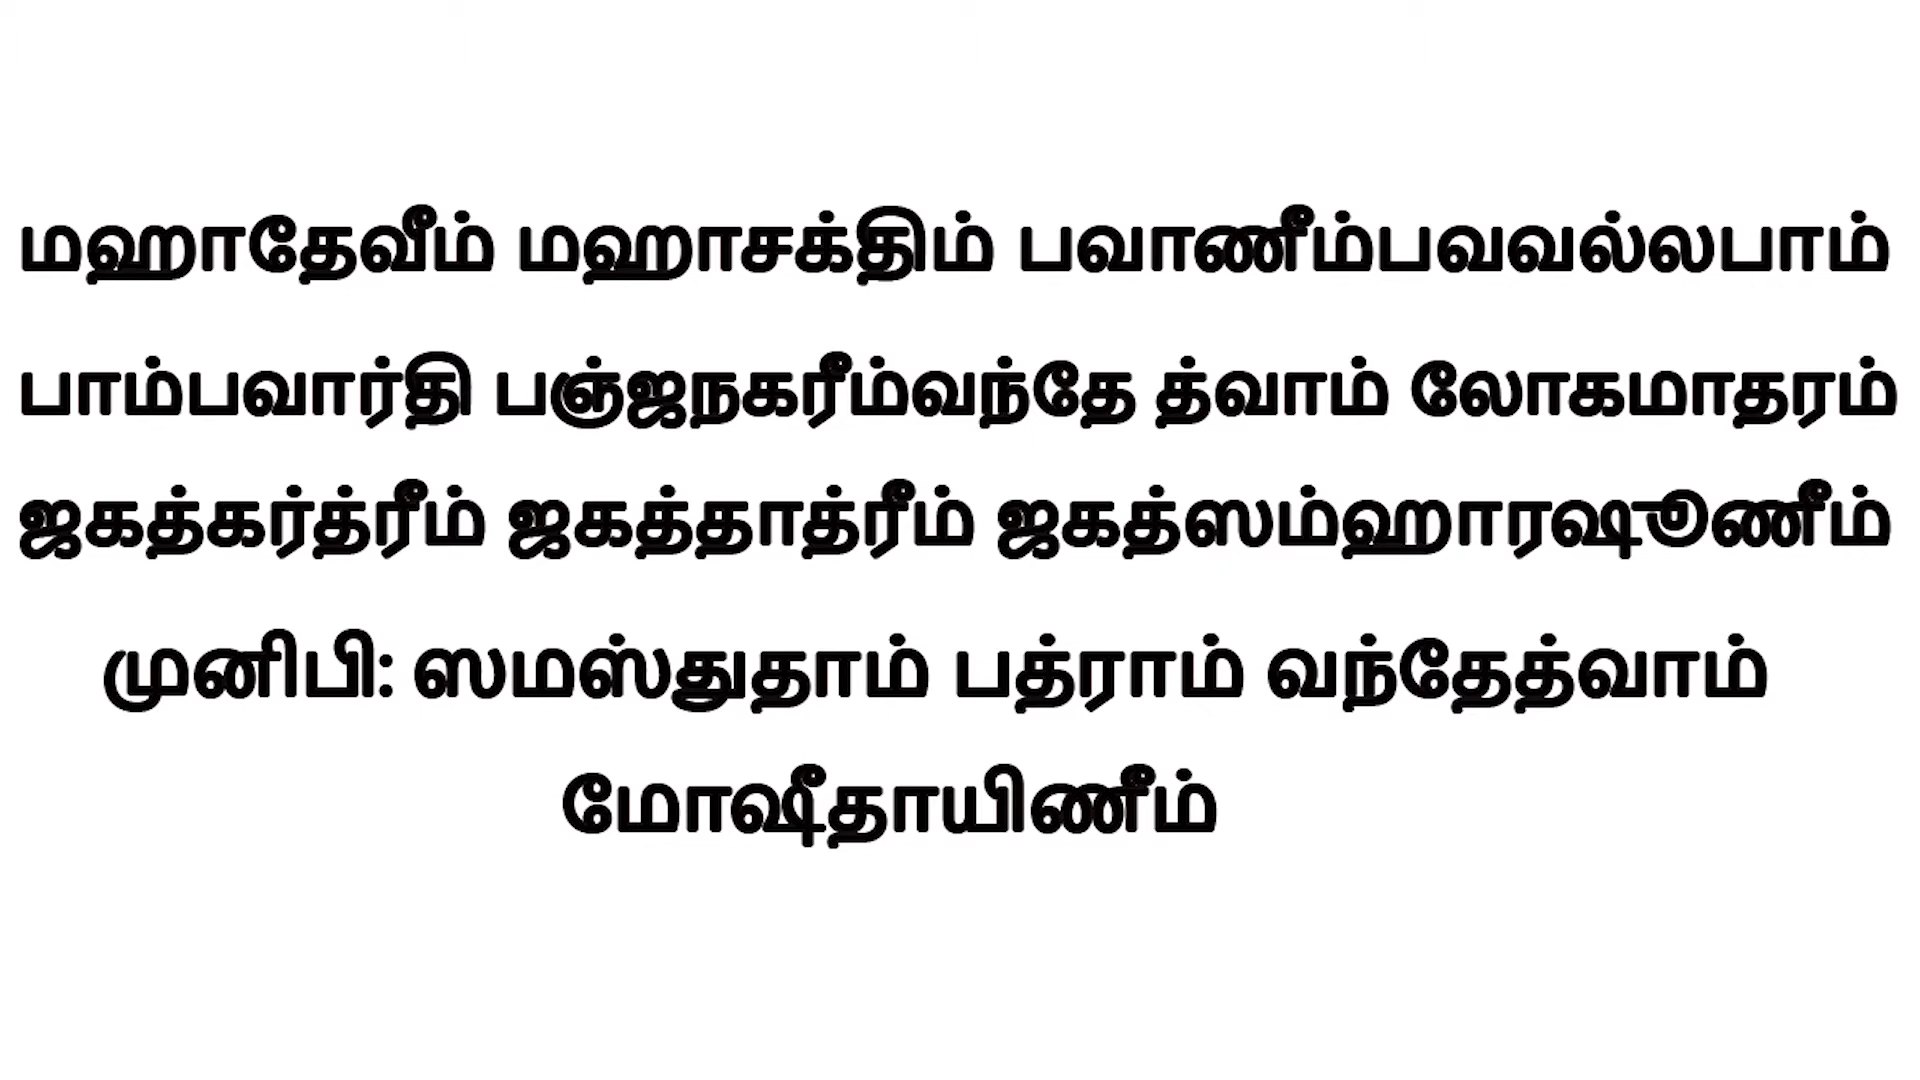 மஹாதேவீம் மஹாசக்திம் பவாணீம்பவவல்லபாம்
பாம்பவார்தி பஞ்ஜநகரீம்வந்தே த்வாம் லோகமாதரம்
ஜகத்கர்த்ரீம் ஜகத்தாத்ரீம் ஜகத்ஸம்ஹாரஷூணீம்
முனிபி: ஸமஸ்துதாம் பத்ராம் வந்தேத்வாம்
மோஷீதாயிணீம்